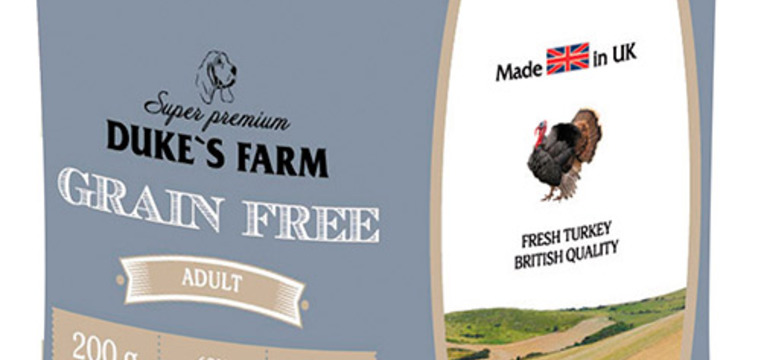 Super premium
DUKE`S FARM
GRAIN FREE
ADULT
200 g
Made in UK
FRESH TURKEY
BRITISH QUALITY